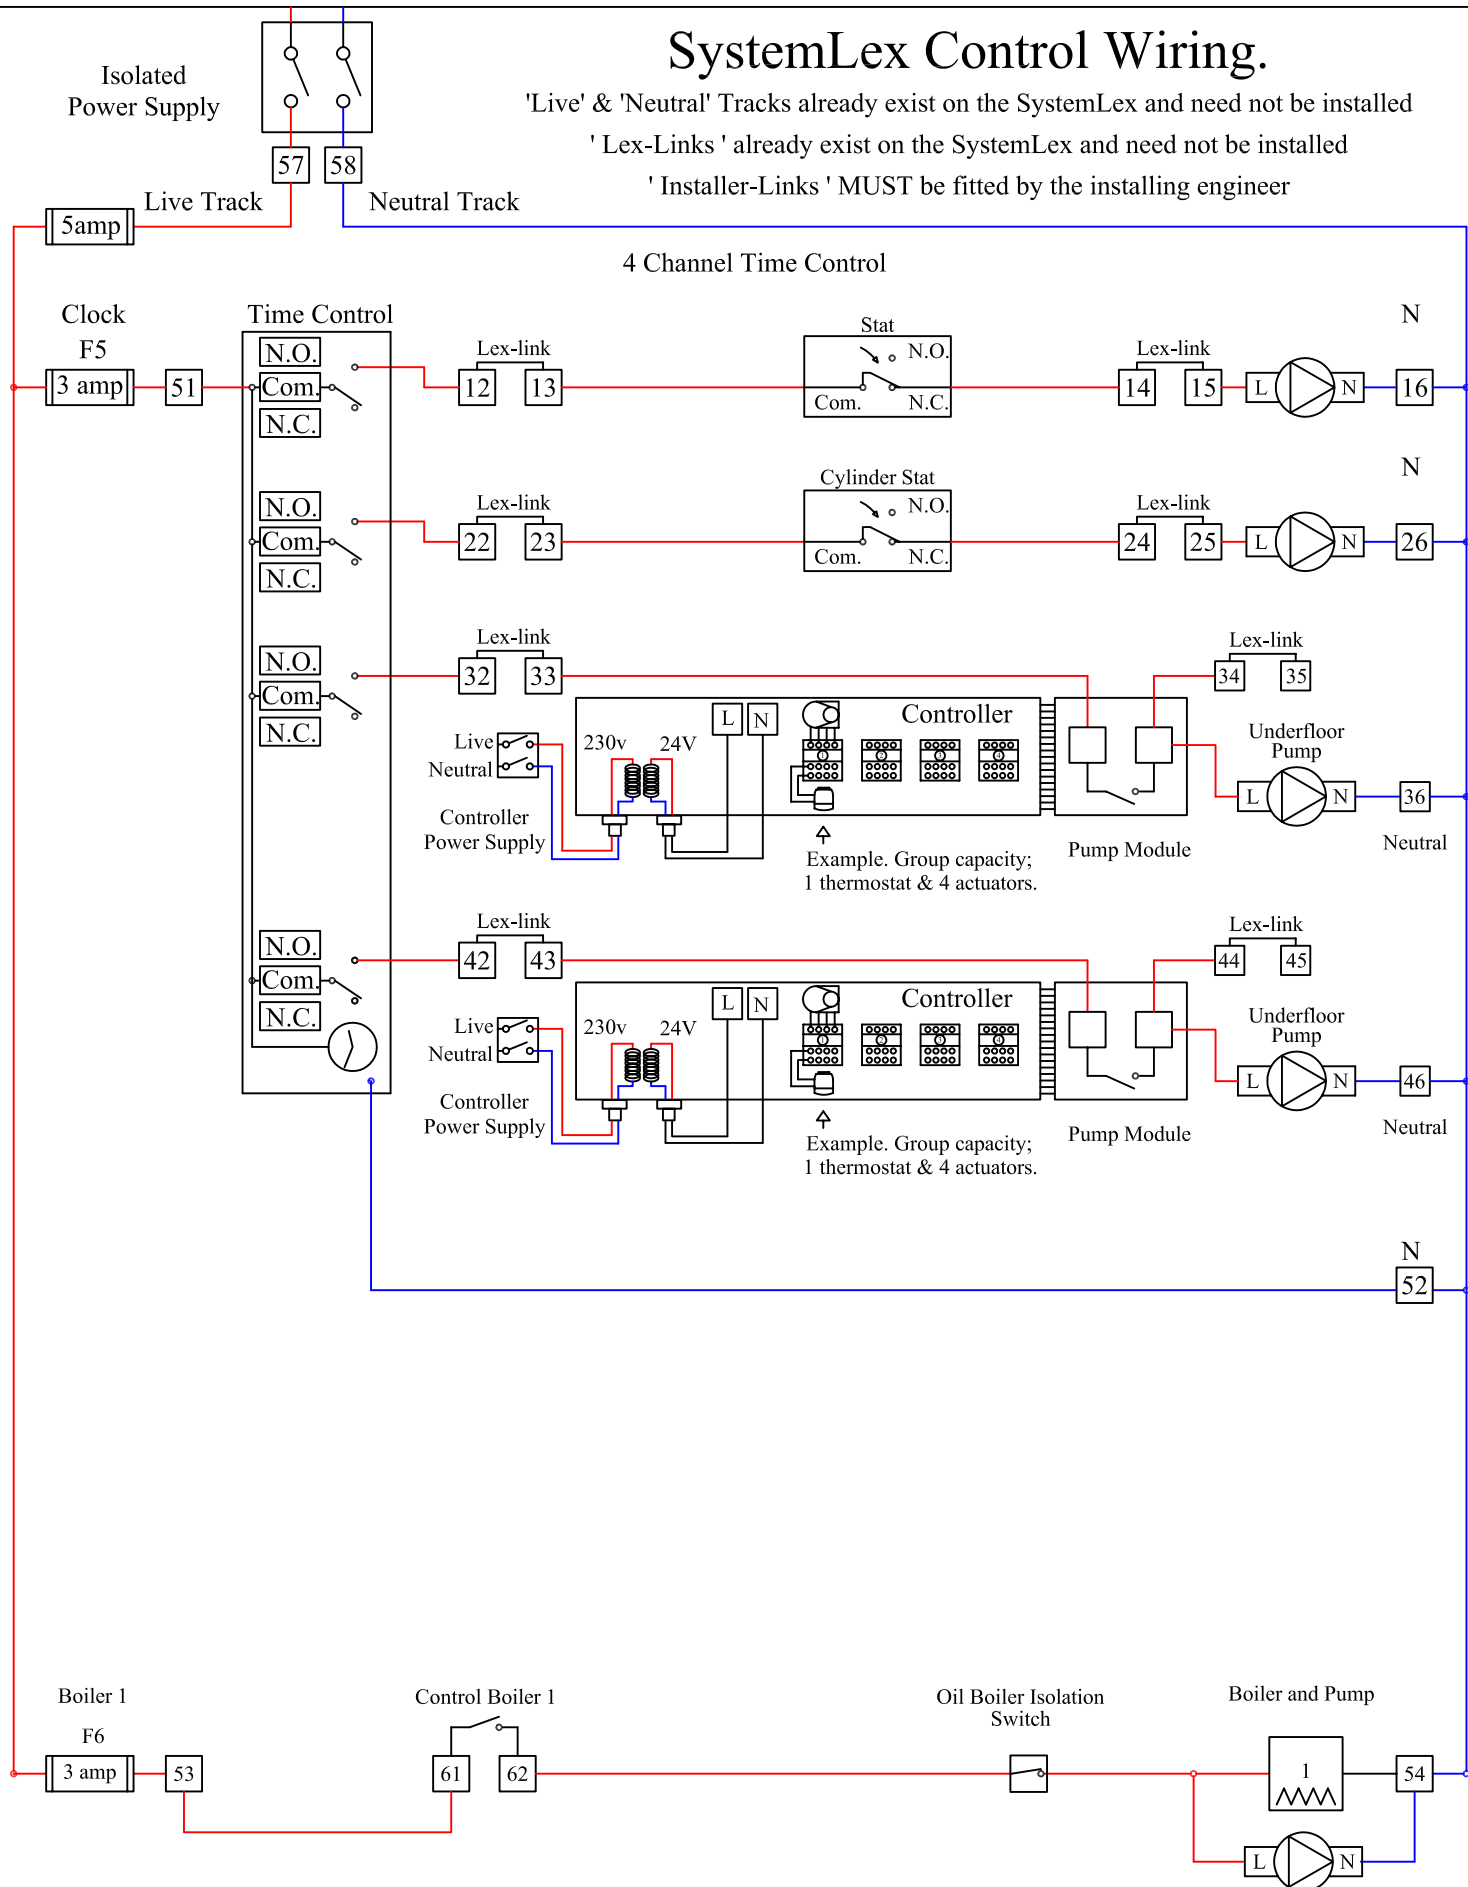 SystemLex Control Wiring.
Isolated
Power Supply
'Live' & 'Neutral' Tracks already exist on the SystemLex and need not be installed
' Lex-Links ' already exist on the SystemLex and need not be installed
' Installer-Links ' MUST be fitted by the installing engineer
57 58
Live Track Neutral Track
5amp
4 Channel Time Control
Clock
F5
3 amp
51
Time Control
N.O.
Com.
N.C.
Lex-link
12 13
Stat
N.O.
Com. N.C.
Lex-link
14 15
L N
N
16
N.O.
Com.
N.C.
Lex-link
22 23
Cylinder Stat
N.O.
Com. N.C.
Lex-link
24 25
L N
N
26
N.O.
Com.
N.C.
Lex-link
32 33
Lex-link
34 35
Live
Neutral
230v 24V
L N
Controller
1 2 3 4
Controller
Power Supply
Example. Group capacity;
1 thermostat & 4 actuators.
Pump Module
Underfloor
Pump
L N
36
Neutral
N.O.
Com.
N.C.
Lex-link
42 43
Lex-link
44 45
Live
Neutral
230v 24V
L N
Controller
1 2 3 4
Controller
Power Supply
Example. Group capacity;
1 thermostat & 4 actuators.
Pump Module
Underfloor
Pump
L N
46
Neutral
N
52
Boiler 1
F6
3 amp
53
Control Boiler 1
61 62
Oil Boiler Isolation
Switch
Boiler and Pump
1
54
L N